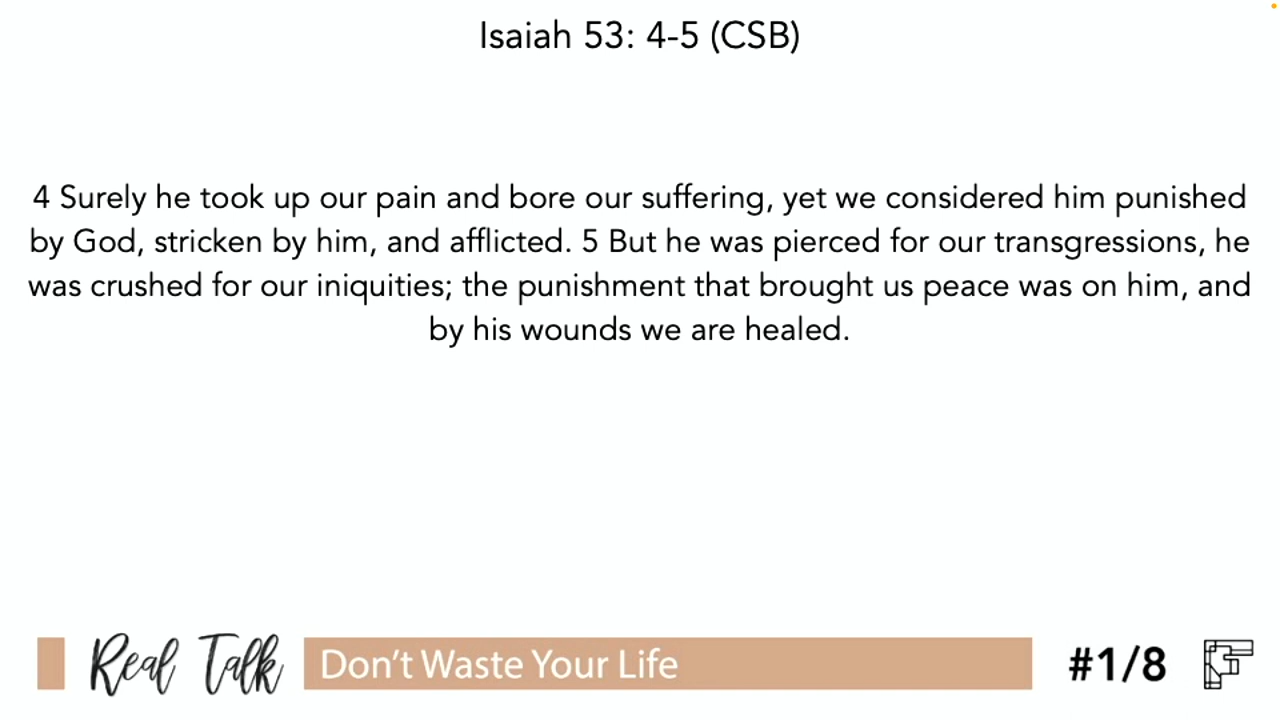 Isaiah 53: 4-5 (CSB)
4 Surely he took up our pain and bore our suffering, yet we considered him punished
by God, stricken by him, and afflicted. 5 But he was pierced for our transgressions, he
was crushed for our iniquities; the punishment that brought us peace was on him, and
by his wounds we are healed.
Real Talk Don't Waste Your Life #1/8